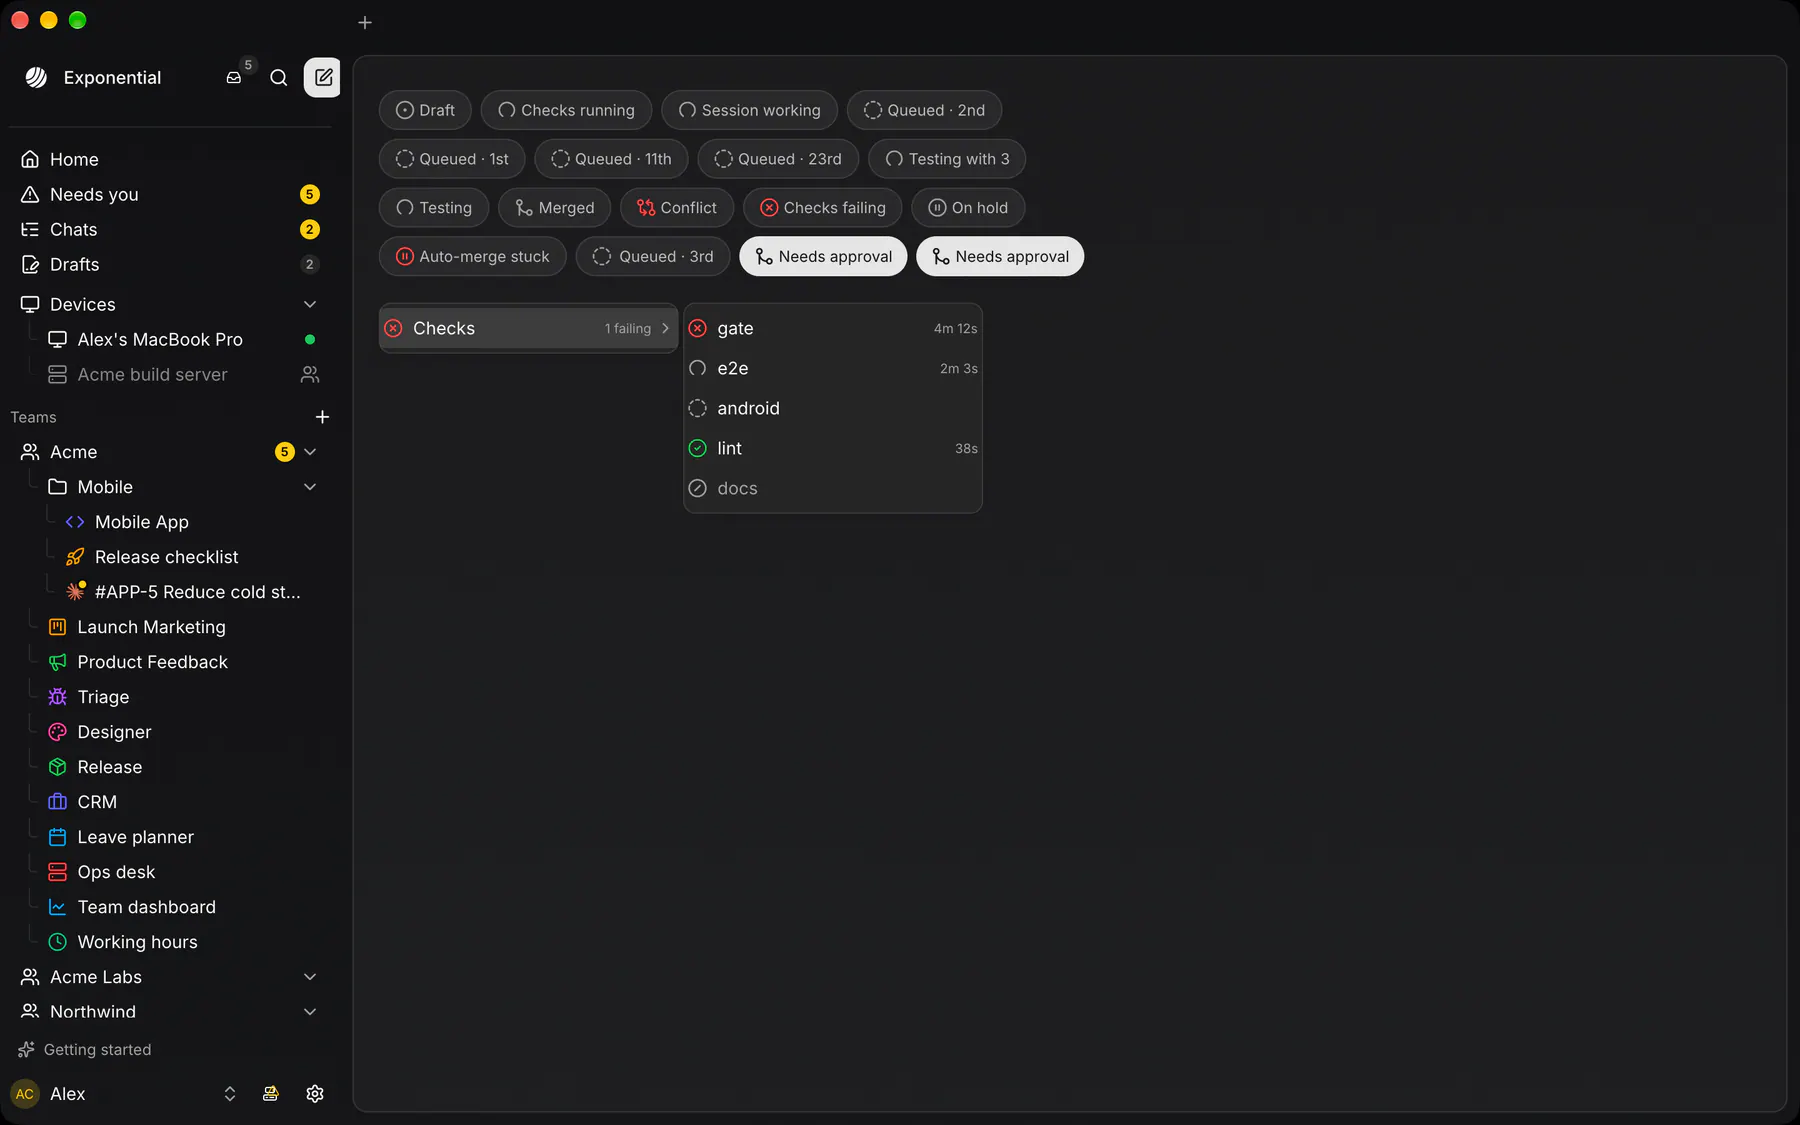 Exponential
5
Home
Needs you
5
Chats
2
Drafts
2
Devices
Alex's MacBook Pro
Acme build server
Teams
Acme
5
Mobile
Mobile App
Release checklist
#APP-5 Reduce cold st...
Launch Marketing
Product Feedback
Triage
Designer
Release
CRM
Leave planner
Ops desk
Team dashboard
Working hours
Acme Labs
Northwind
Getting started
AC
Alex
Draft
Checks running
Session working
Queued · 2nd
Queued · 1st
Queued · 11th
Queued · 23rd
Testing with 3
Testing
Merged
Conflict
Checks failing
On hold
Auto-merge stuck
Queued · 3rd
Needs approval
Needs approval
Checks
1 failing
gate
4m 12s
e2e
2m 3s
android
lint
38s
docs